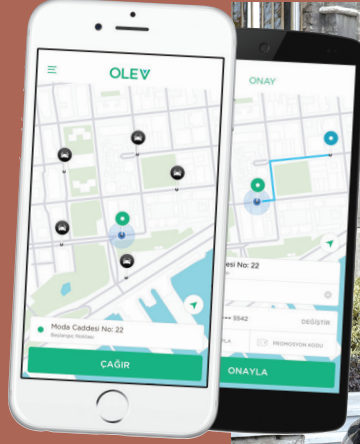 OLEV
Moda Caddesi No: 22
Başlangıç Noktası
ÇAĞIR
ONAY
desi No: 22
5542
DEĞİŞTİR
PROMOSYON KODU
ONAYLA